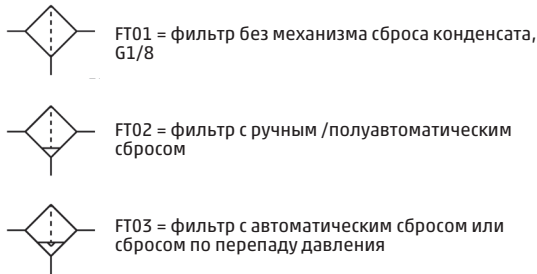 FT01 = фильтр без механизма сброса конденсата,
G1/8
FT02 = фильтр с ручным /полуавтоматическим
сбросом
FT03 = фильтр с автоматическим сбросом или
сбросом по перепаду давления